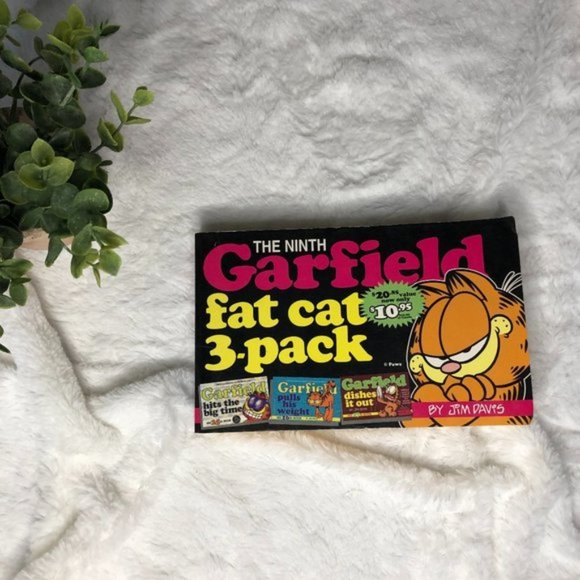 THE NINTH
Garfield
fat cat
3-pack
$20.85 value
now only
$10.95
© Paws
Garfield
hits the
big time
Garfield
pulls
his
weight
Garfield
dishes
it out
BY JIM DAVIS